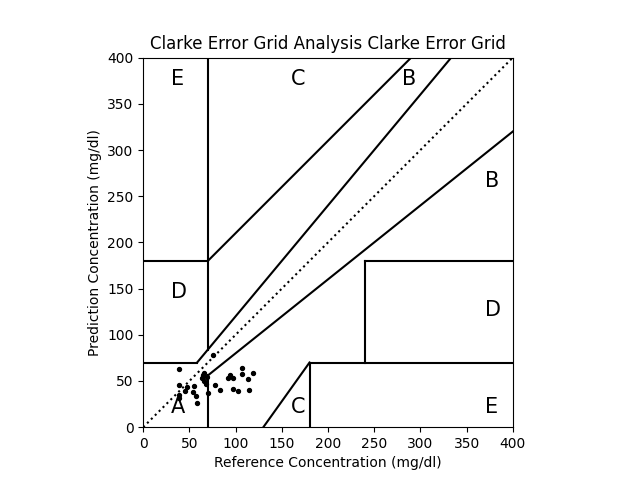 Clarke Error Grid Analysis Clarke Error Grid
400
350
300
250
200
150
100
50
0
Prediction Concentration (mg/dl)
E
C
B
B
D
D
A
C
E
0 50 100 150 200 250 300 350 400
Reference Concentration (mg/dl)